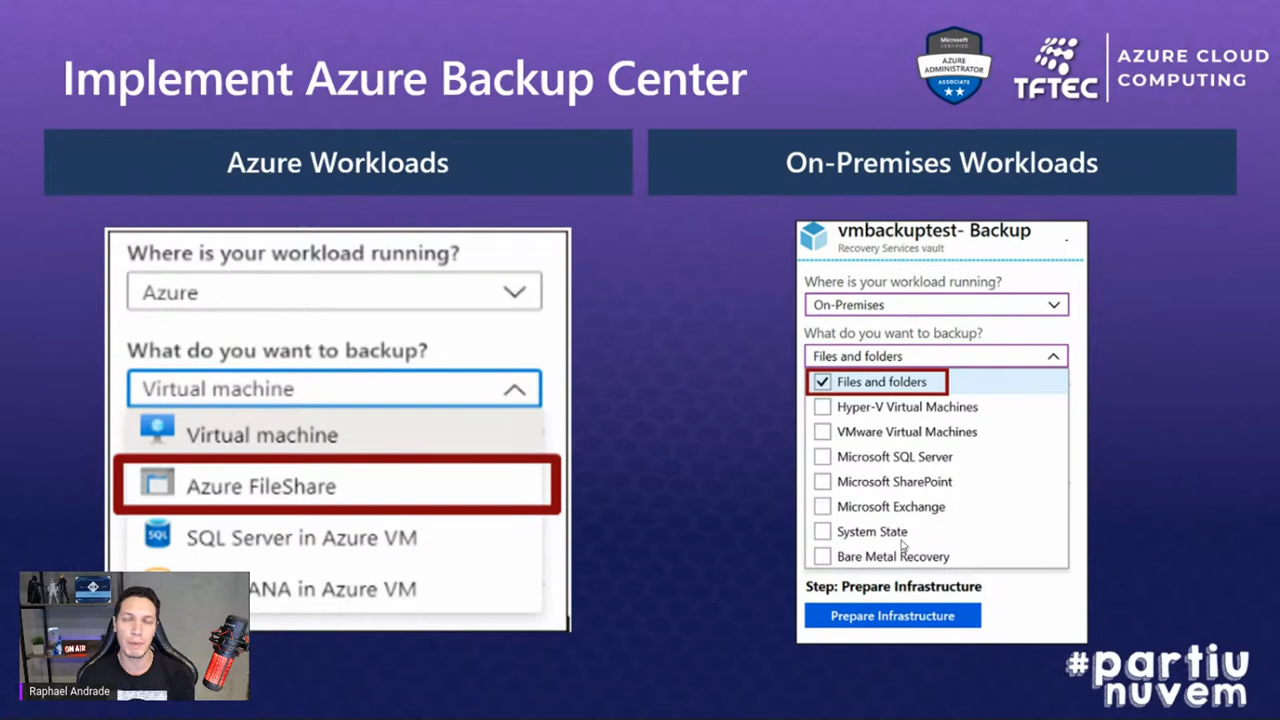 Implement Azure Backup Center
Microsoft
CERTIFIED
AZURE
ADMINISTRATOR
ASSOCIATE
TFTEC
AZURE CLOUD
COMPUTING
Azure Workloads
On-Premises Workloads
Where is your workload running?
Azure
What do you want to backup?
Virtual machine
Virtual machine
Azure FileShare
SQL
SQL Server in Azure VM
ANA in Azure VM
vmbackuptest- Backup
Recovery Services vault
Where is your workload running?
On-Premises
What do you want to backup?
Files and folders
Files and folders
Hyper-V Virtual Machines
VMware Virtual Machines
Microsoft SQL Server
Microsoft SharePoint
Microsoft Exchange
System State
Bare Metal Recovery
Step: Prepare Infrastructure
Prepare Infrastructure
ON AIR
Raphael Andrade
#partiu
nuvem